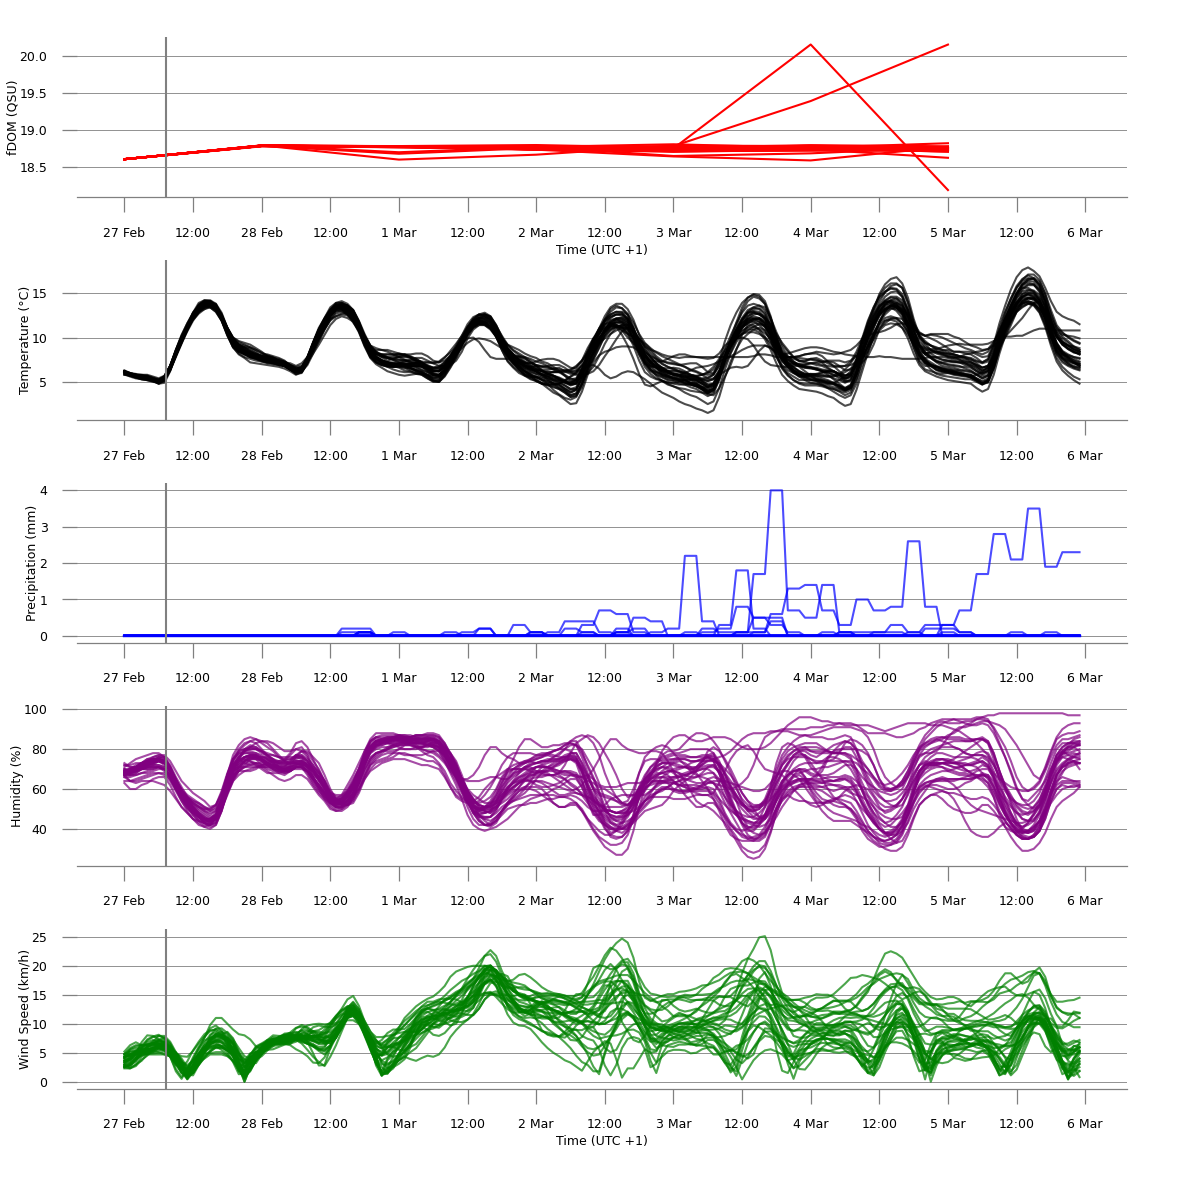 fDOM (QSU)
20.0
19.5
19.0
18.5
27 Feb 12:00 28 Feb 12:00 1 Mar 12:00 2 Mar 12:00 3 Mar 12:00 4 Mar 12:00 5 Mar 12:00 6 Mar
Time (UTC +1)
Temperature (°C)
15
10
5
27 Feb 12:00 28 Feb 12:00 1 Mar 12:00 2 Mar 12:00 3 Mar 12:00 4 Mar 12:00 5 Mar 12:00 6 Mar
Precipitation (mm)
4
3
2
1
0
27 Feb 12:00 28 Feb 12:00 1 Mar 12:00 2 Mar 12:00 3 Mar 12:00 4 Mar 12:00 5 Mar 12:00 6 Mar
Humidity (%)
100
80
60
40
27 Feb 12:00 28 Feb 12:00 1 Mar 12:00 2 Mar 12:00 3 Mar 12:00 4 Mar 12:00 5 Mar 12:00 6 Mar
Wind Speed (km/h)
25
20
15
10
5
0
27 Feb 12:00 28 Feb 12:00 1 Mar 12:00 2 Mar 12:00 3 Mar 12:00 4 Mar 12:00 5 Mar 12:00 6 Mar
Time (UTC +1)